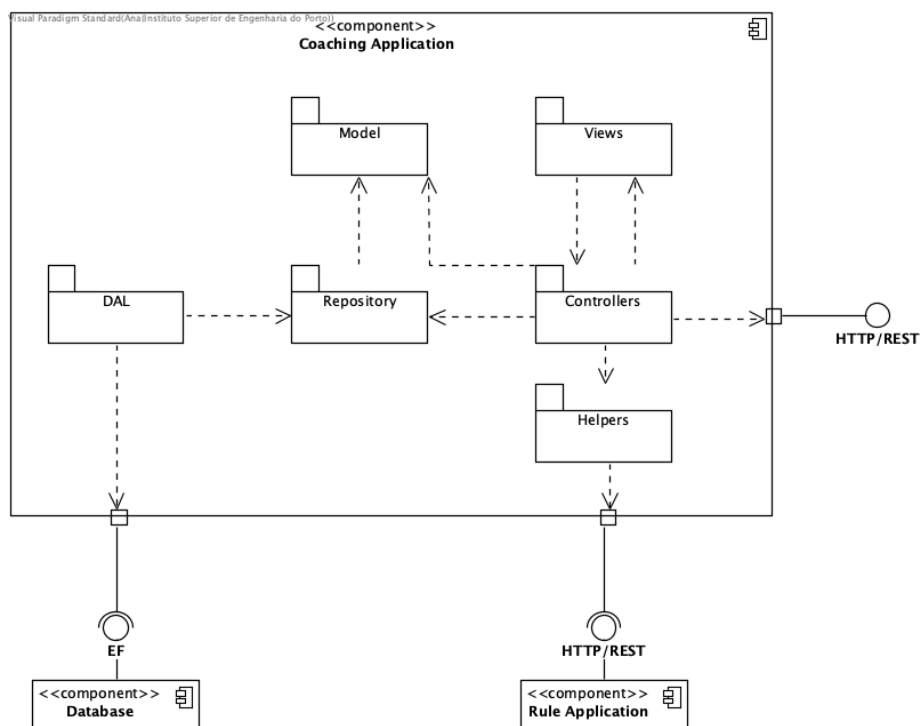 Visual Paradigm Standard(Ana(Instituto Superior de Engenharia do Porto))
<<component>>
Coaching Application
Model
Views
DAL
Repository
Controllers
HTTP/REST
Helpers
EF
HTTP/REST
<<component>>
Database
<<component>>
Rule Application